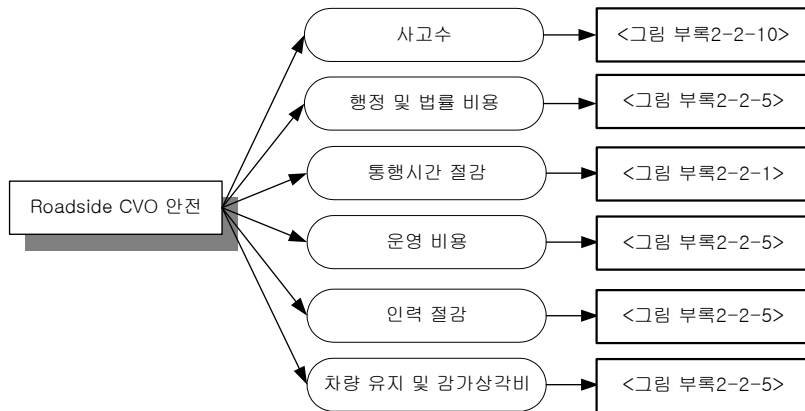 사고수
<그림 부록2-2-10>
행정 및 법률 비용
<그림 부록2-2-5>
통행시간 절감
<그림 부록2-2-1>
Roadside CVO 안전
운영 비용
<그림 부록2-2-5>
인력 절감
<그림 부록2-2-5>
차량 유지 및 감가상각비
<그림 부록2-2-5>